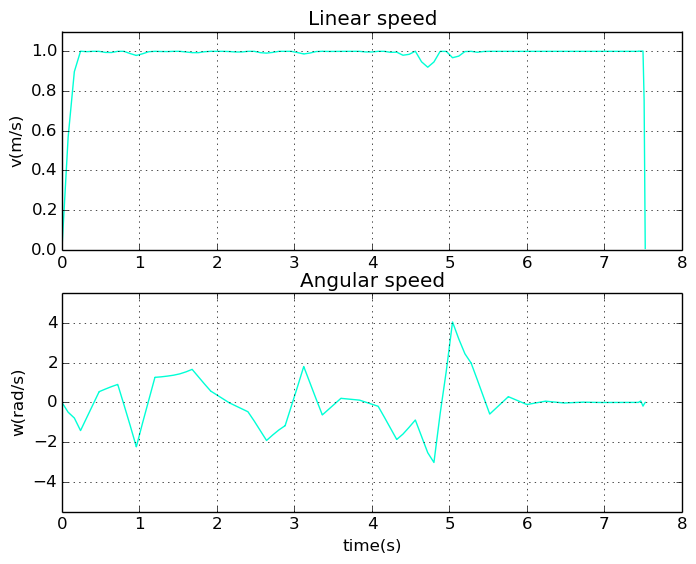 Linear speed
v(m/s)
1.0
0.8
0.6
0.4
0.2
0.0
0 1 2 3 4 5 6 7 8
Angular speed
w(rad/s)
4
2
0
−2
−4
0 1 2 3 4 5 6 7 8
time(s)